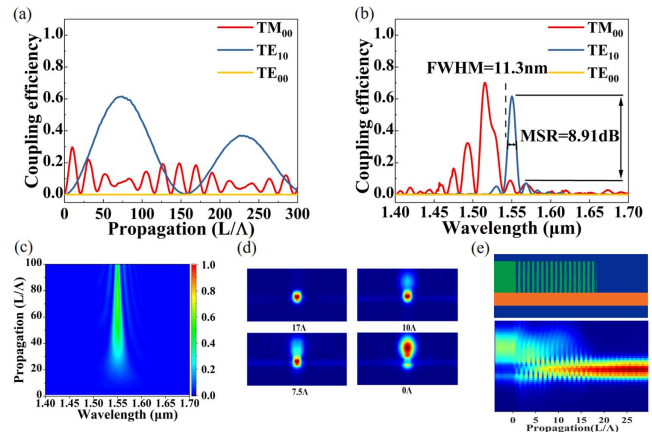 (a)
TM00
TE10
TE00
1.0
0.8
0.6
0.4
0.2
0.0
Coupling efficiency
0 50 100 150 200 250 300
Propagation (L/Λ)
(b)
TM00
TE10
TE00
FWHM=11.3nm
MSR=8.91dB
1.0
0.8
0.6
0.4
0.2
0.0
Coupling efficiency
1.40 1.45 1.50 1.55 1.60 1.65 1.70
Wavelength (μm)
(c)
100
80
60
40
20
0
Propagation (L/Λ)
1.40 1.45 1.50 1.55 1.60 1.65 1.70
Wavelength (μm)
1.0
0.8
0.6
0.4
0.2
0.0
(d)
17Λ 10Λ
7.5Λ 0Λ
(e)
0 5 10 15 20 25
Propagation(L/Λ)